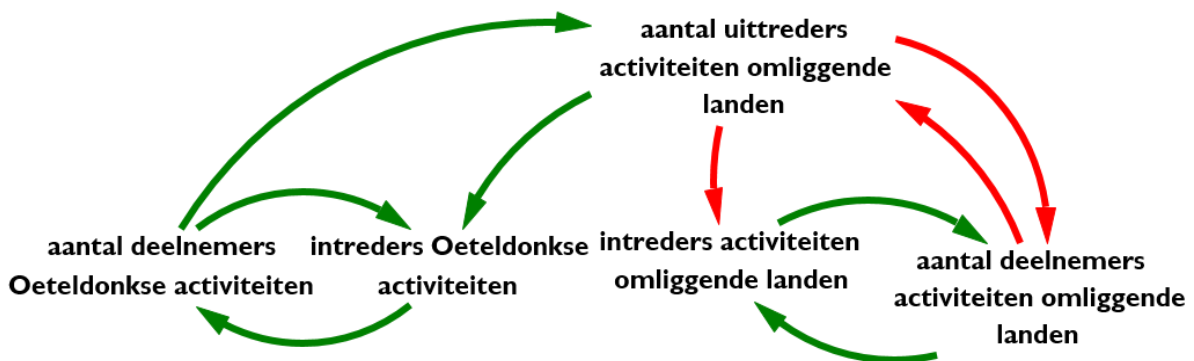 aantal uittreders
activiteiten omliggende
landen
aantal deelnemers
Oeteldonkse activiteiten
intreders Oeteldonkse
activiteiten
intreders activiteiten
omliggende landen
aantal deelnemers
activiteiten omliggende
landen